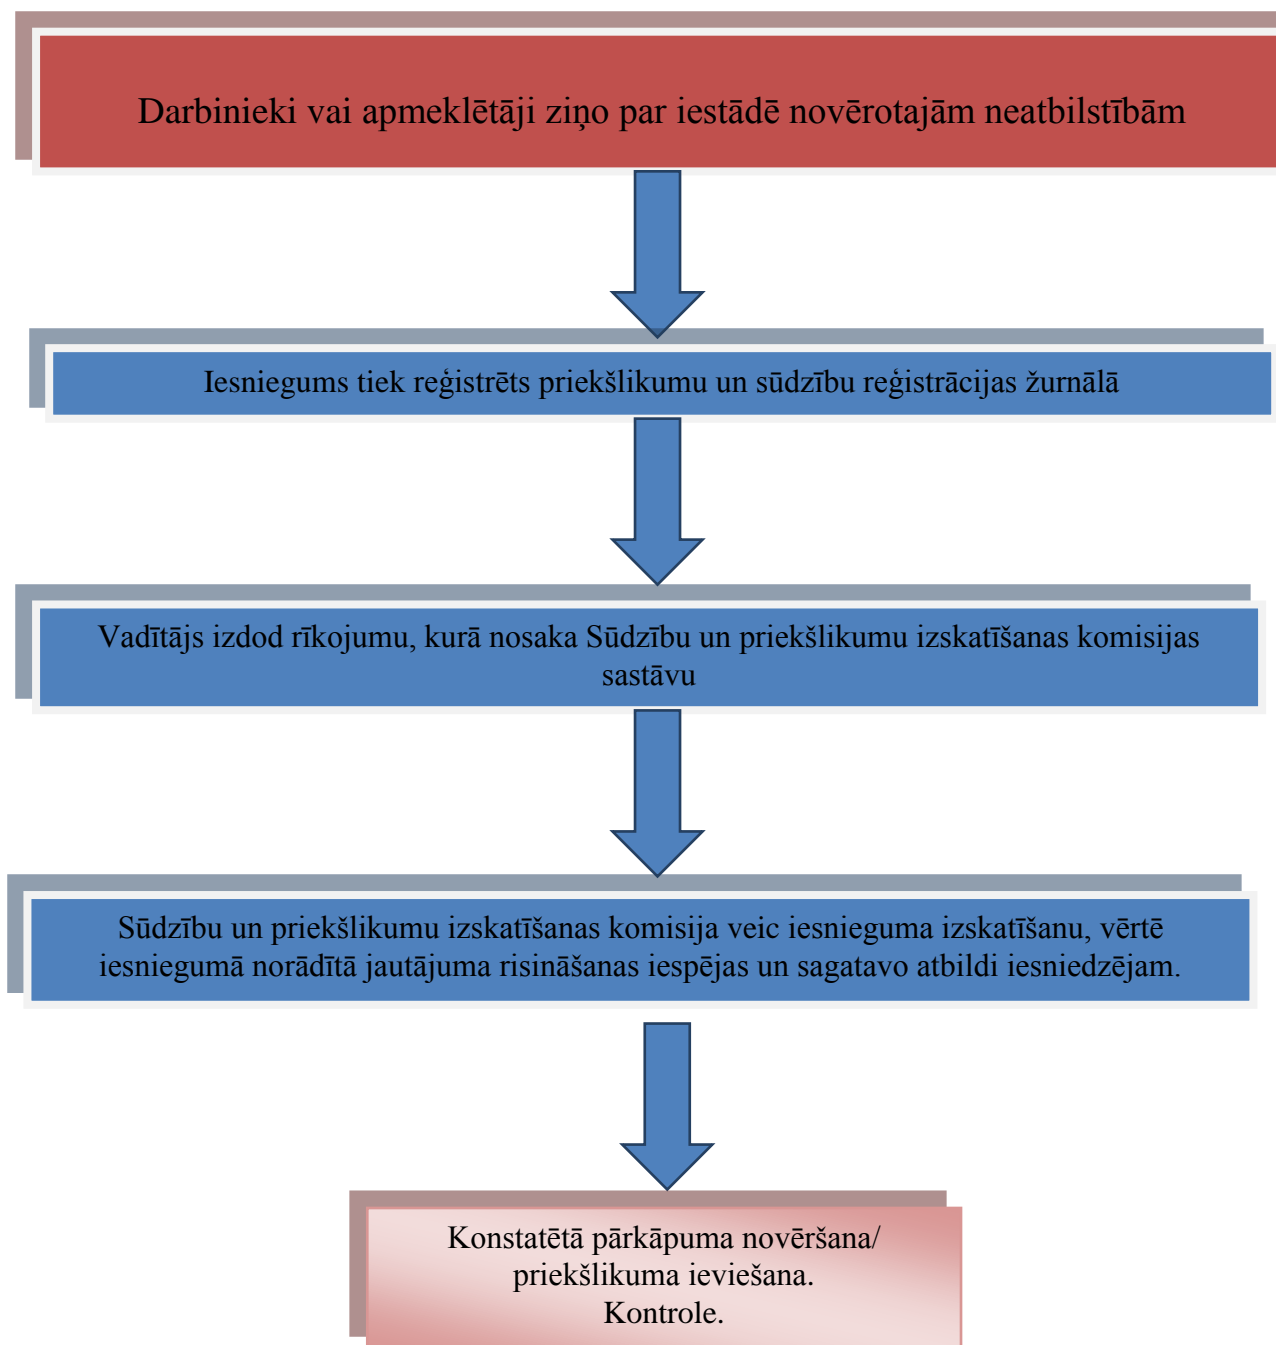 Darbinieki vai apmeklētāji ziņo par iestādē novērotajām neatbilstībām
Iesniegums tiek reģistrēts priekšlikumu un sūdzību reģistrācijas žurnālā
Vadītājs izdod rīkojumu, kurā nosaka Sūdzību un priekšlikumu izskatīšanas komisijas
sastāvu
Sūdzību un priekšlikumu izskatīšanas komisija veic iesnieguma izskatīšanu, vērtē
iesniegumā norādītā jautājuma risināšanas iespējas un sagatavo atbildi iesniedzējam.
Konstatētā pārkāpuma novēršana/
priekšlikuma ieviešana.
Kontrole.